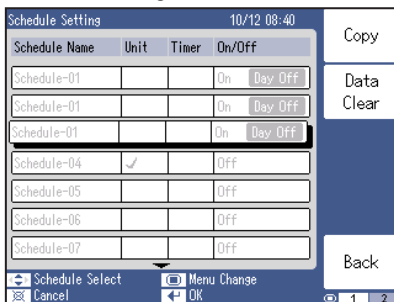 Schedule Setting 10/12 08:40
Schedule Name Unit Timer On/Off
Schedule-01 On Day Off
Schedule-01 On Day Off
Schedule-01 On Day Off
Schedule-04 Off
Schedule-05 Off
Schedule-06 Off
Schedule-07 Off
Schedule Select Menu Change
Cancel OK
Copy
Data
Clear
Back
1 2